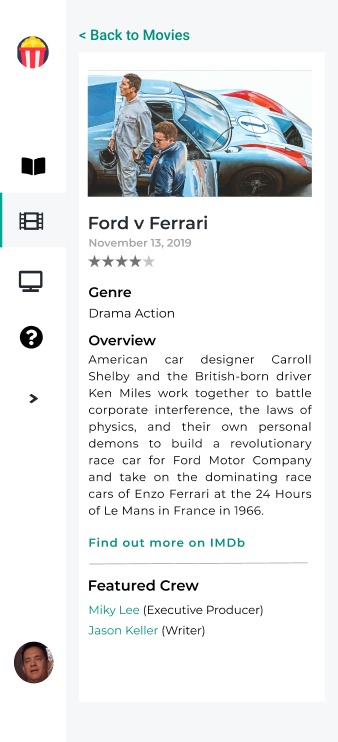 < Back to Movies
Ford v Ferrari
November 13, 2019
Genre
Drama Action
Overview
American car designer Carroll
Shelby and the British-born driver
Ken Miles work together to battle
corporate interference, the laws of
physics, and their own personal
demons to build a revolutionary
race car for Ford Motor Company
and take on the dominating race
cars of Enzo Ferrari at the 24 Hours
of Le Mans in France in 1966.
Find out more on IMDb
Featured Crew
Miky Lee (Executive Producer)
Jason Keller (Writer)